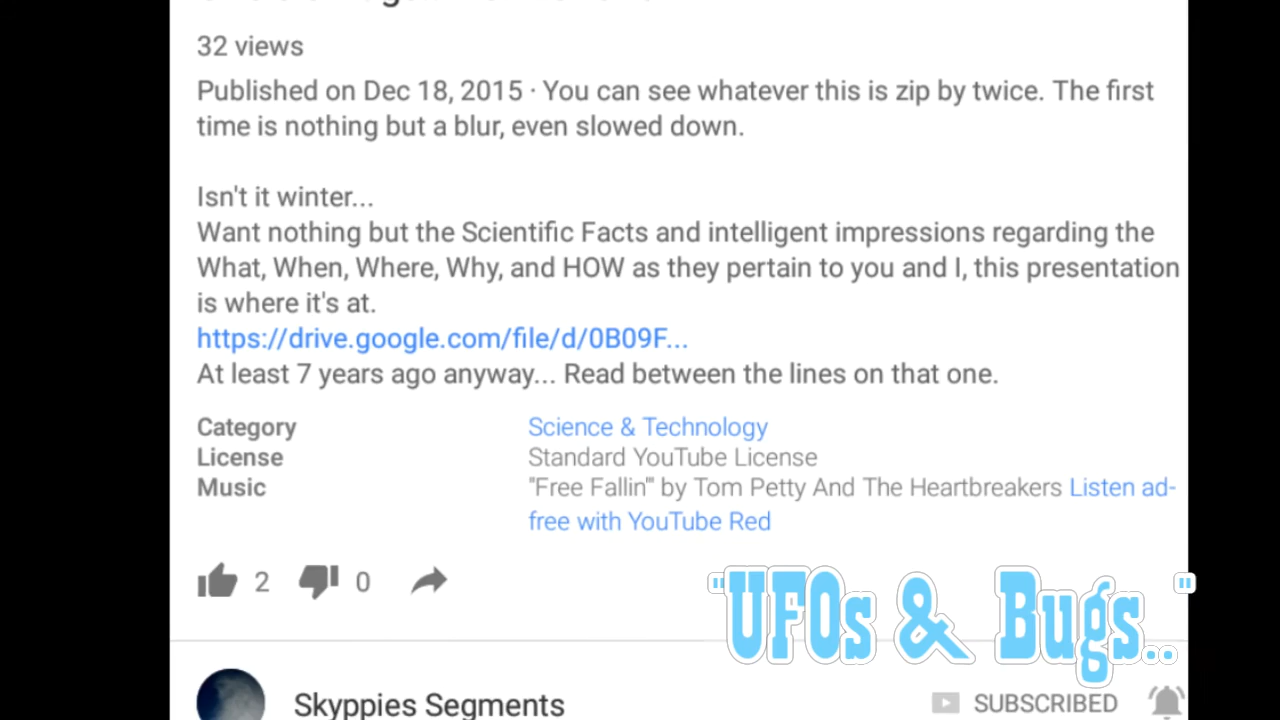 32 views
Published on Dec 18, 2015 · You can see whatever this is zip by twice. The first
time is nothing but a blur, even slowed down.
Isn't it winter...
Want nothing but the Scientific Facts and intelligent impressions regarding the
What, When, Where, Why, and HOW as they pertain to you and I, this presentation
is where it's at.
https://drive.google.com/file/d/0B09F...
At least 7 years ago anyway... Read between the lines on that one.
Category Science & Technology
License Standard YouTube License
Music "Free Fallin'" by Tom Petty And The Heartbreakers Listen ad-
free with YouTube Red
2 0
"UFOs & Bugs.."
Skyppies Segments SUBSCRIBED